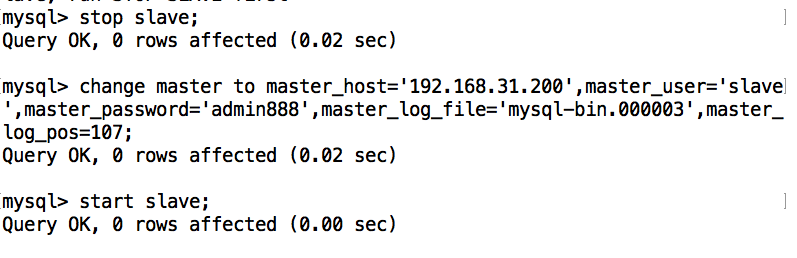 mysql> stop slave;
Query OK, 0 rows affected (0.02 sec)
mysql> change master to master_host='192.168.31.200',master_user='slave
',master_password='admin888',master_log_file='mysql-bin.000003',master_
log_pos=107;
Query OK, 0 rows affected (0.02 sec)
mysql> start slave;
Query OK, 0 rows affected (0.00 sec)